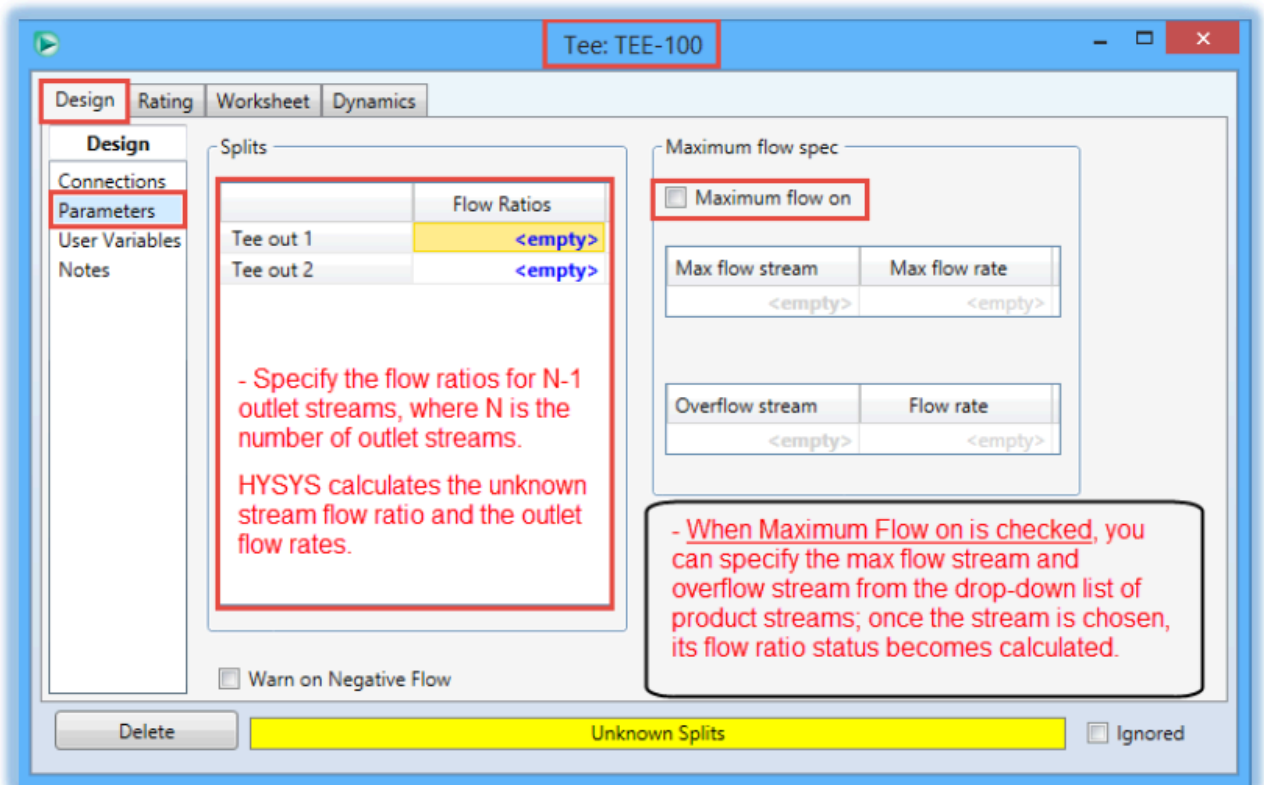 Tee: TEE-100
Design Rating Worksheet Dynamics
Design
Connections
Parameters
User Variables
Notes
Splits
Flow Ratios
Tee out 1 <empty>
Tee out 2 <empty>
- Specify the flow ratios for N-1
outlet streams, where N is the
number of outlet streams.
HYSYS calculates the unknown
stream flow ratio and the outlet
flow rates.
Warn on Negative Flow
Maximum flow spec
Maximum flow on
Max flow stream Max flow rate
<empty> <empty>
Overflow stream Flow rate
<empty> <empty>
- When Maximum Flow on is checked, you
can specify the max flow stream and
overflow stream from the drop-down list of
product streams; once the stream is chosen,
its flow ratio status becomes calculated.
Delete Unknown Splits Ignored